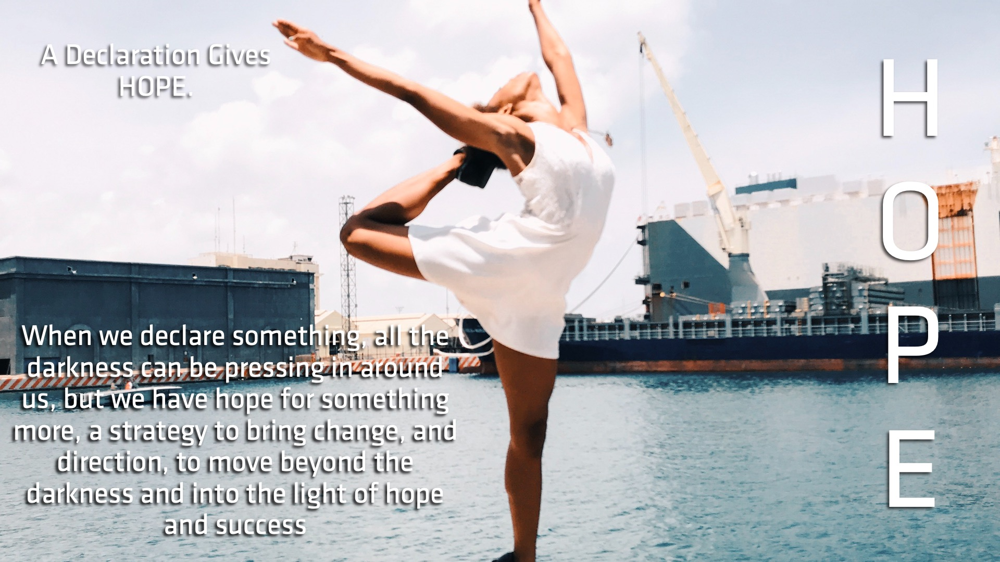 A Declaration Gives
HOPE.
When we declare something, all the
darkness can be pressing in around
us, but we have hope for something
more, a strategy to bring change, and
direction, to move beyond the
darkness and into the light of hope
and success
H
O
P
E